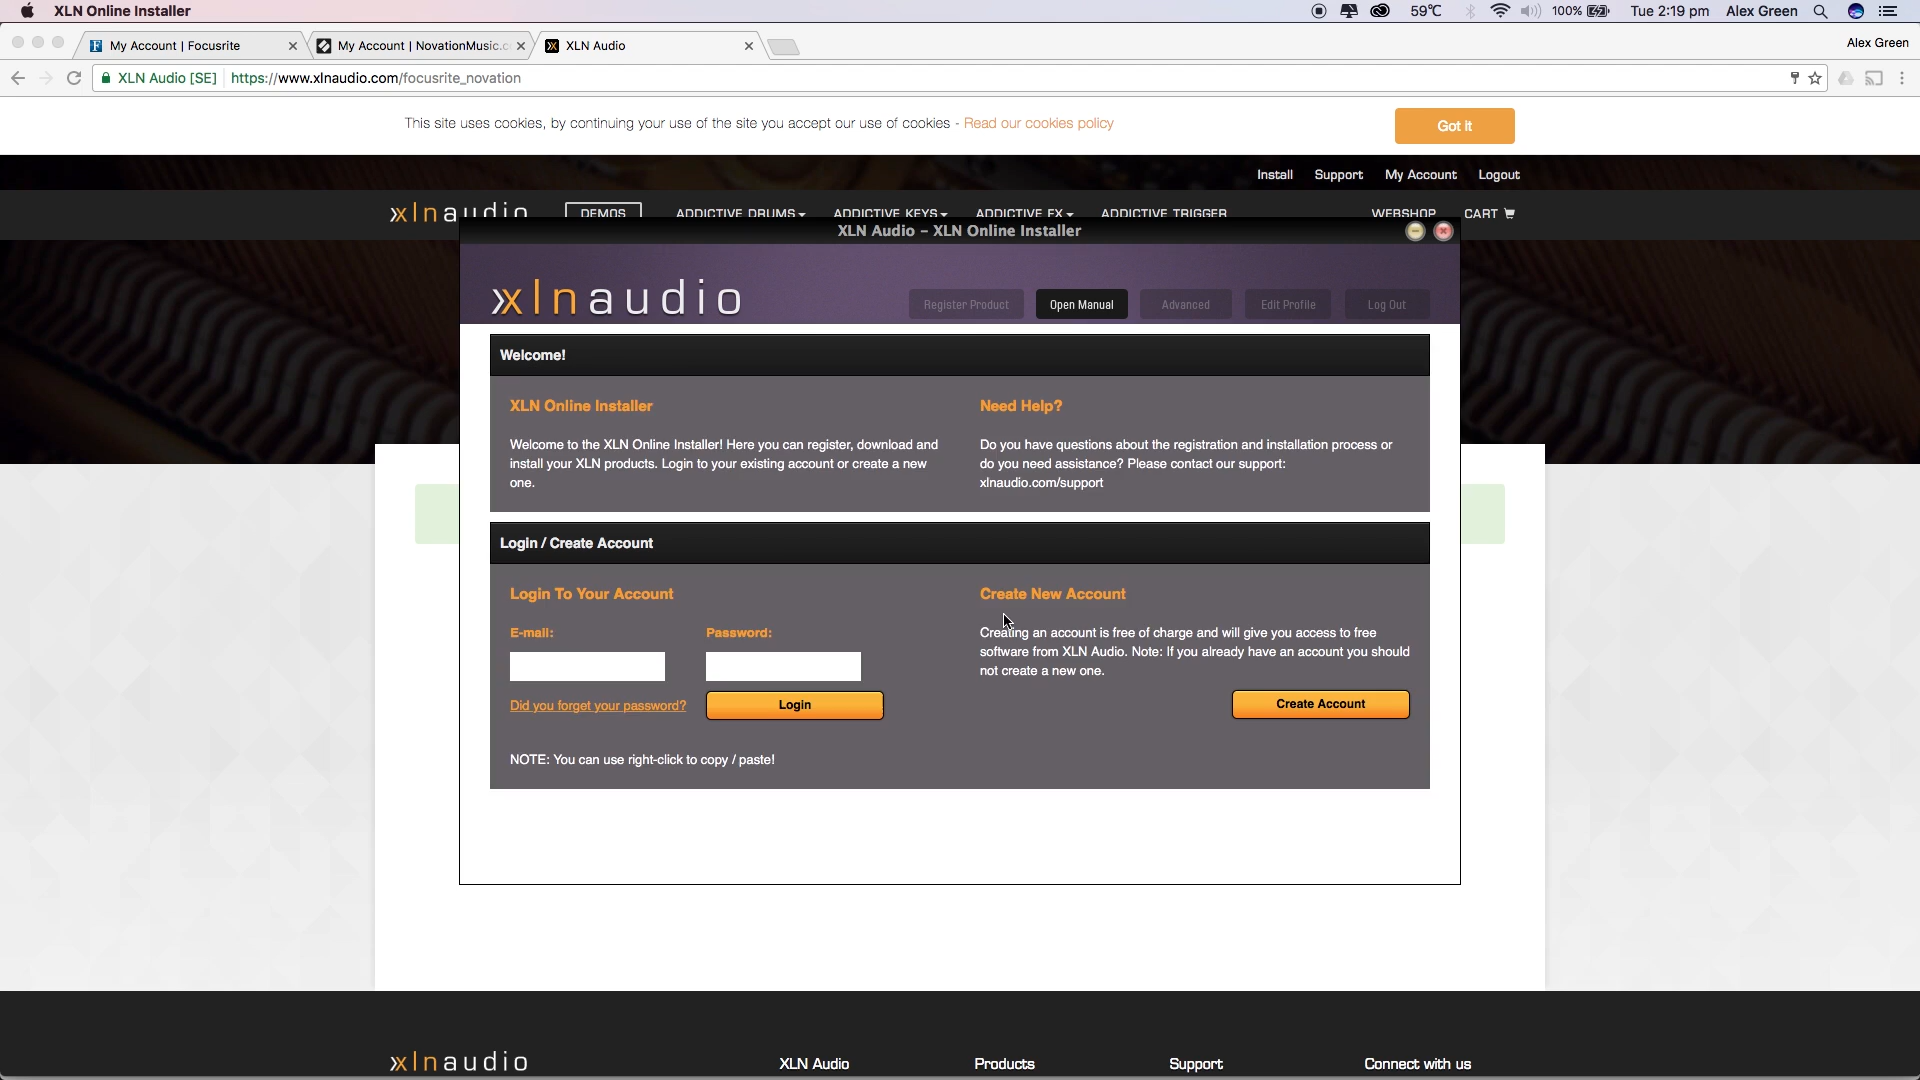 XLN Online Installer
59°C
100%
Tue 2:19 pm
Alex Green
My Account | Focusrite
My Account | NovationMusic.c
XLN Audio
Alex Green
XLN Audio [SE]
https://www.xlnaudio.com/focusrite_novation
This site uses cookies, by continuing your use of the site you accept our use of cookies - Read our cookies policy
Got it
Install
Support
My Account
Logout
xlnaudio
DEMOS
ADDICTIVE DRUMS
ADDICTIVE KEYS
ADDICTIVE FX
ADDICTIVE TRIGGER
WEBSHOP
CART
XLN Audio – XLN Online Installer
xlnaudio
Register Product
Open Manual
Advanced
Edit Profile
Log Out
Welcome!
XLN Online Installer
Welcome to the XLN Online Installer! Here you can register, download and
install your XLN products. Login to your existing account or create a new
one.
Need Help?
Do you have questions about the registration and installation process or
do you need assistance? Please contact our support:
xlnaudio.com/support
Login / Create Account
Login To Your Account
E-mail:
Password:
Did you forget your password?
Login
NOTE: You can use right-click to copy / paste!
Create New Account
Creating an account is free of charge and will give you access to free
software from XLN Audio. Note: If you already have an account you should
not create a new one.
Create Account
xlnaudio
XLN Audio
Products
Support
Connect with us